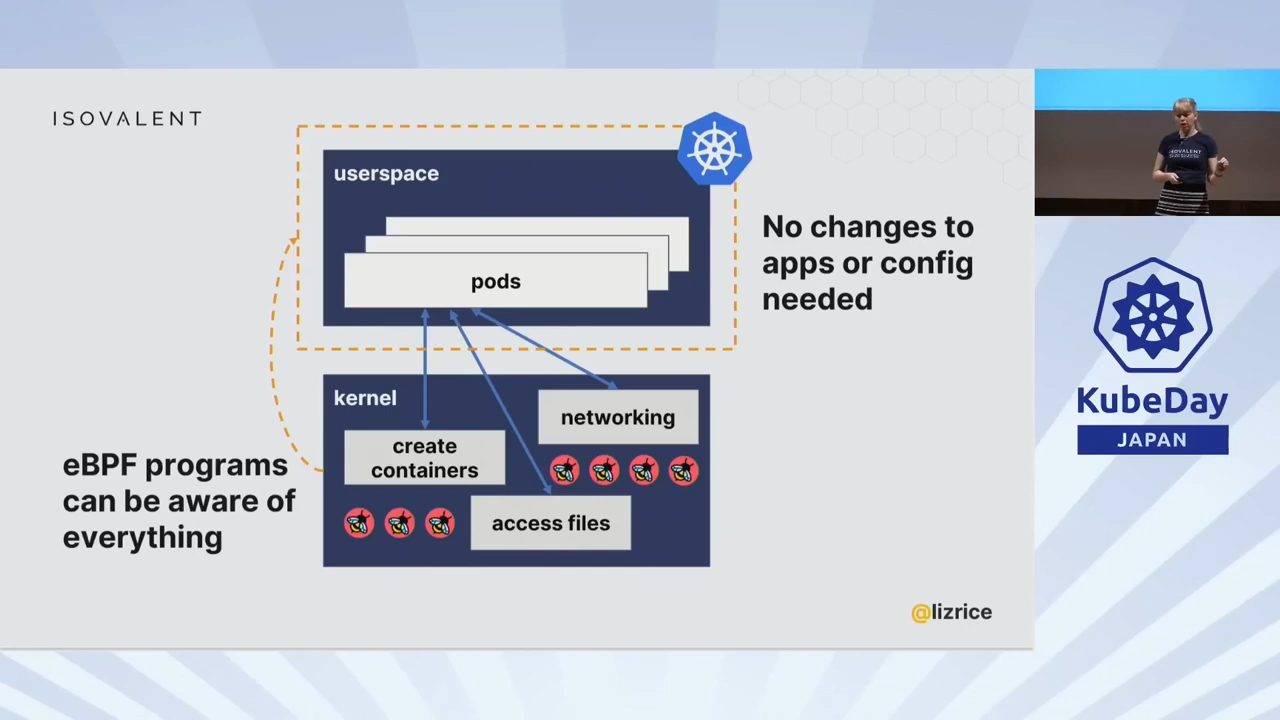 ISOVALENT
userspace
pods
No changes to
apps or config
needed
kernel
networking
create
containers
access files
eBPF programs
can be aware of
everything
@lizrice
ISOVALENT
KubeDay
JAPAN